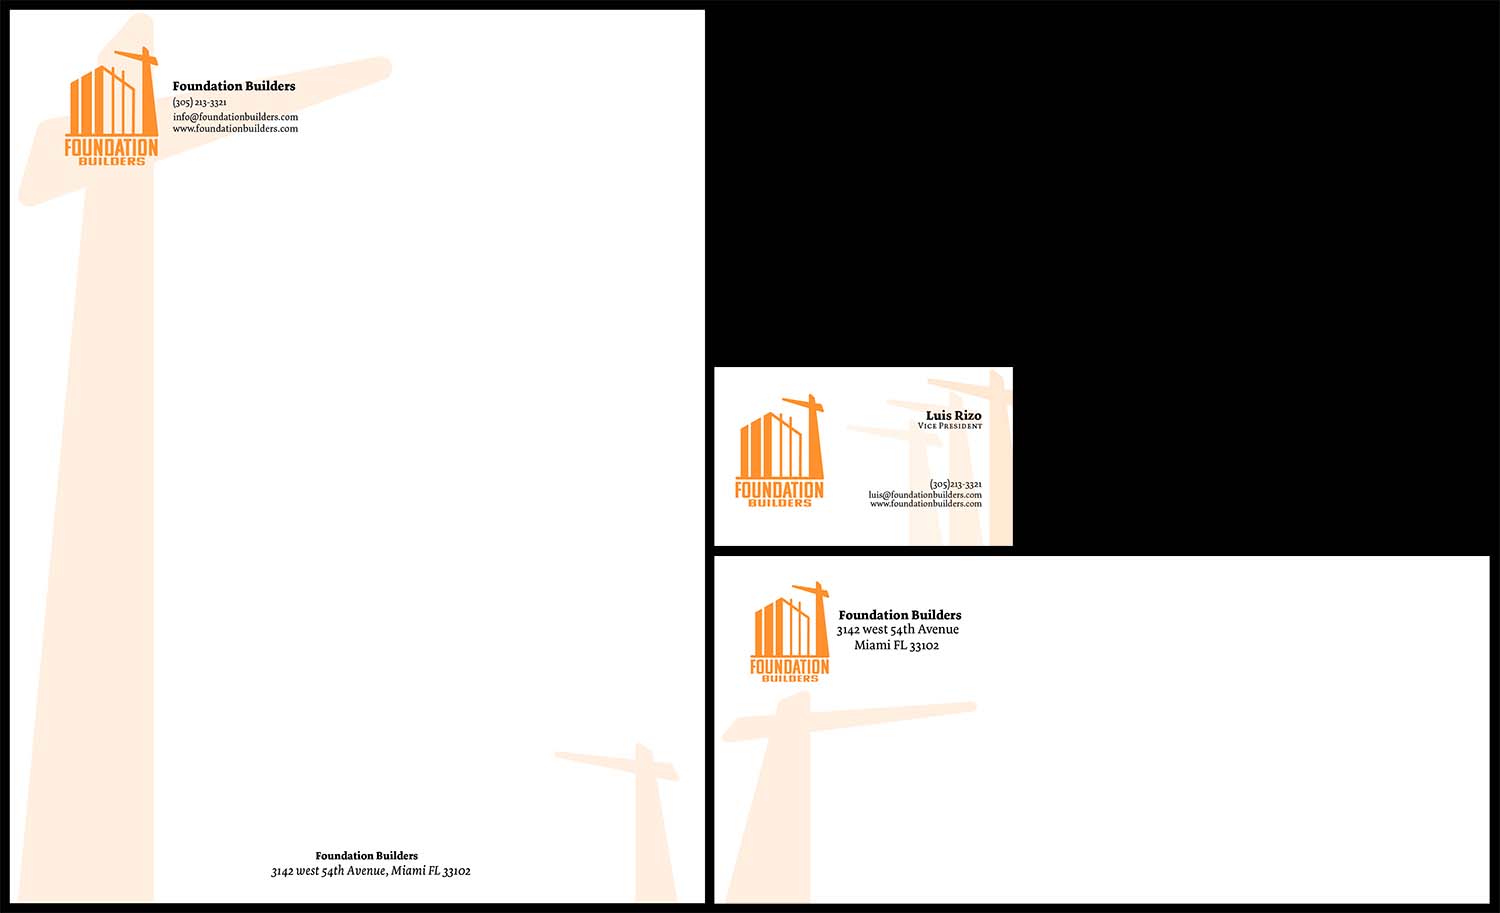 FOUNDATION
BUILDERS
Foundation Builders
(305) 213-3321
info@foundationbuilders.com
www.foundationbuilders.com
Foundation Builders
3142 west 54th Avenue, Miami FL 33102
FOUNDATION
BUILDERS
Luis Rizo
Vice President
(305)213-3321
luis@foundationbuilders.com
www.foundationbuilders.com
FOUNDATION
BUILDERS
Foundation Builders
3142 west 54th Avenue
Miami FL 33102